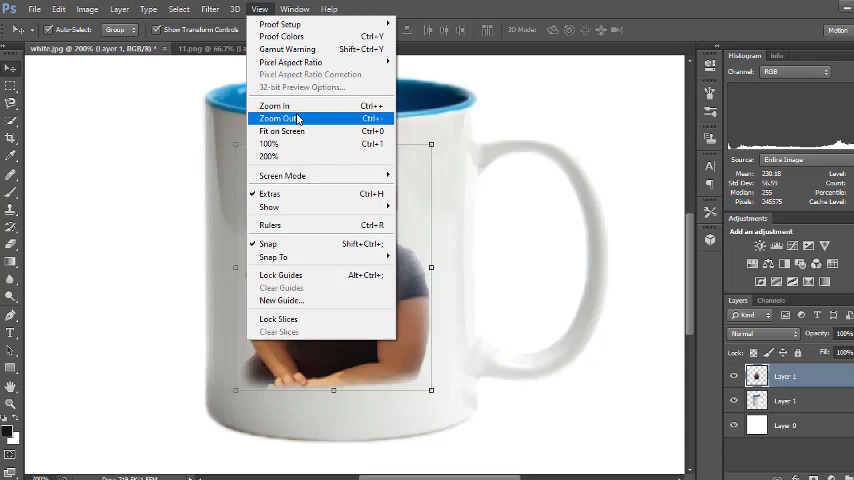 Ps File Edit Image Layer Type Select Filter 3D View Window Help
Auto-Select: Group Show Transform Controls 3D Mode: Motion
white.jpg @ 200% (Layer 1, RGB/8) * × 11.png @ 66.7%
Proof Setup
Proof Colors Ctrl+Y
Gamut Warning Shift+Ctrl+Y
Pixel Aspect Ratio
Pixel Aspect Ratio Correction
32-bit Preview Options...
Zoom In Ctrl++
Zoom Out Ctrl+-
Fit on Screen Ctrl+0
100% Ctrl+1
200%
Screen Mode
Extras Ctrl+H
Show
Rulers Ctrl+R
Snap Shift+Ctrl+;
Snap To
Lock Guides Alt+Ctrl+;
Clear Guides
New Guide...
Lock Slices
Clear Slices
Histogram Info
Channel: RGB
Source: Entire Image
Mean: 230.18 Level:
Std Dev: 56.59 Count:
Median: 255 Percentile:
Pixels: 245575 Cache Level:
Adjustments
Add an adjustment
Layers Channels
Kind
Normal Opacity: 100%
Lock: Fill: 100%
Layer 1
Layer 1
Layer 0
200% Doc: